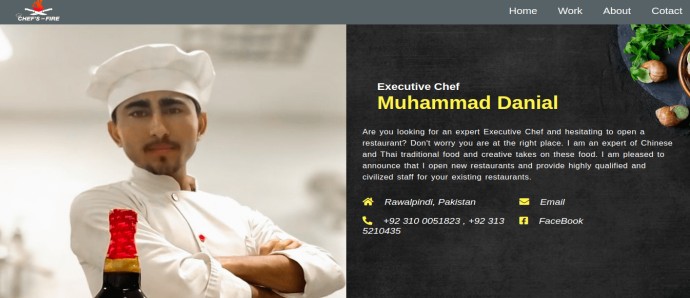 CHEF'S FIRE
Home Work About Cotact
Executive Chef
Muhammad Danial
Are you looking for an expert Executive Chef and hesitating to open a
restaurant? Don't worry you are at the right place. I am an expert of Chinese
and Thai traditional food and creative takes on these food. I am pleased to
announce that I open new restaurants and provide highly qualified and
civilized staff for your existing restaurants.
Rawalpindi, Pakistan
Email
+92 310 0051823 , +92 313
5210435
FaceBook